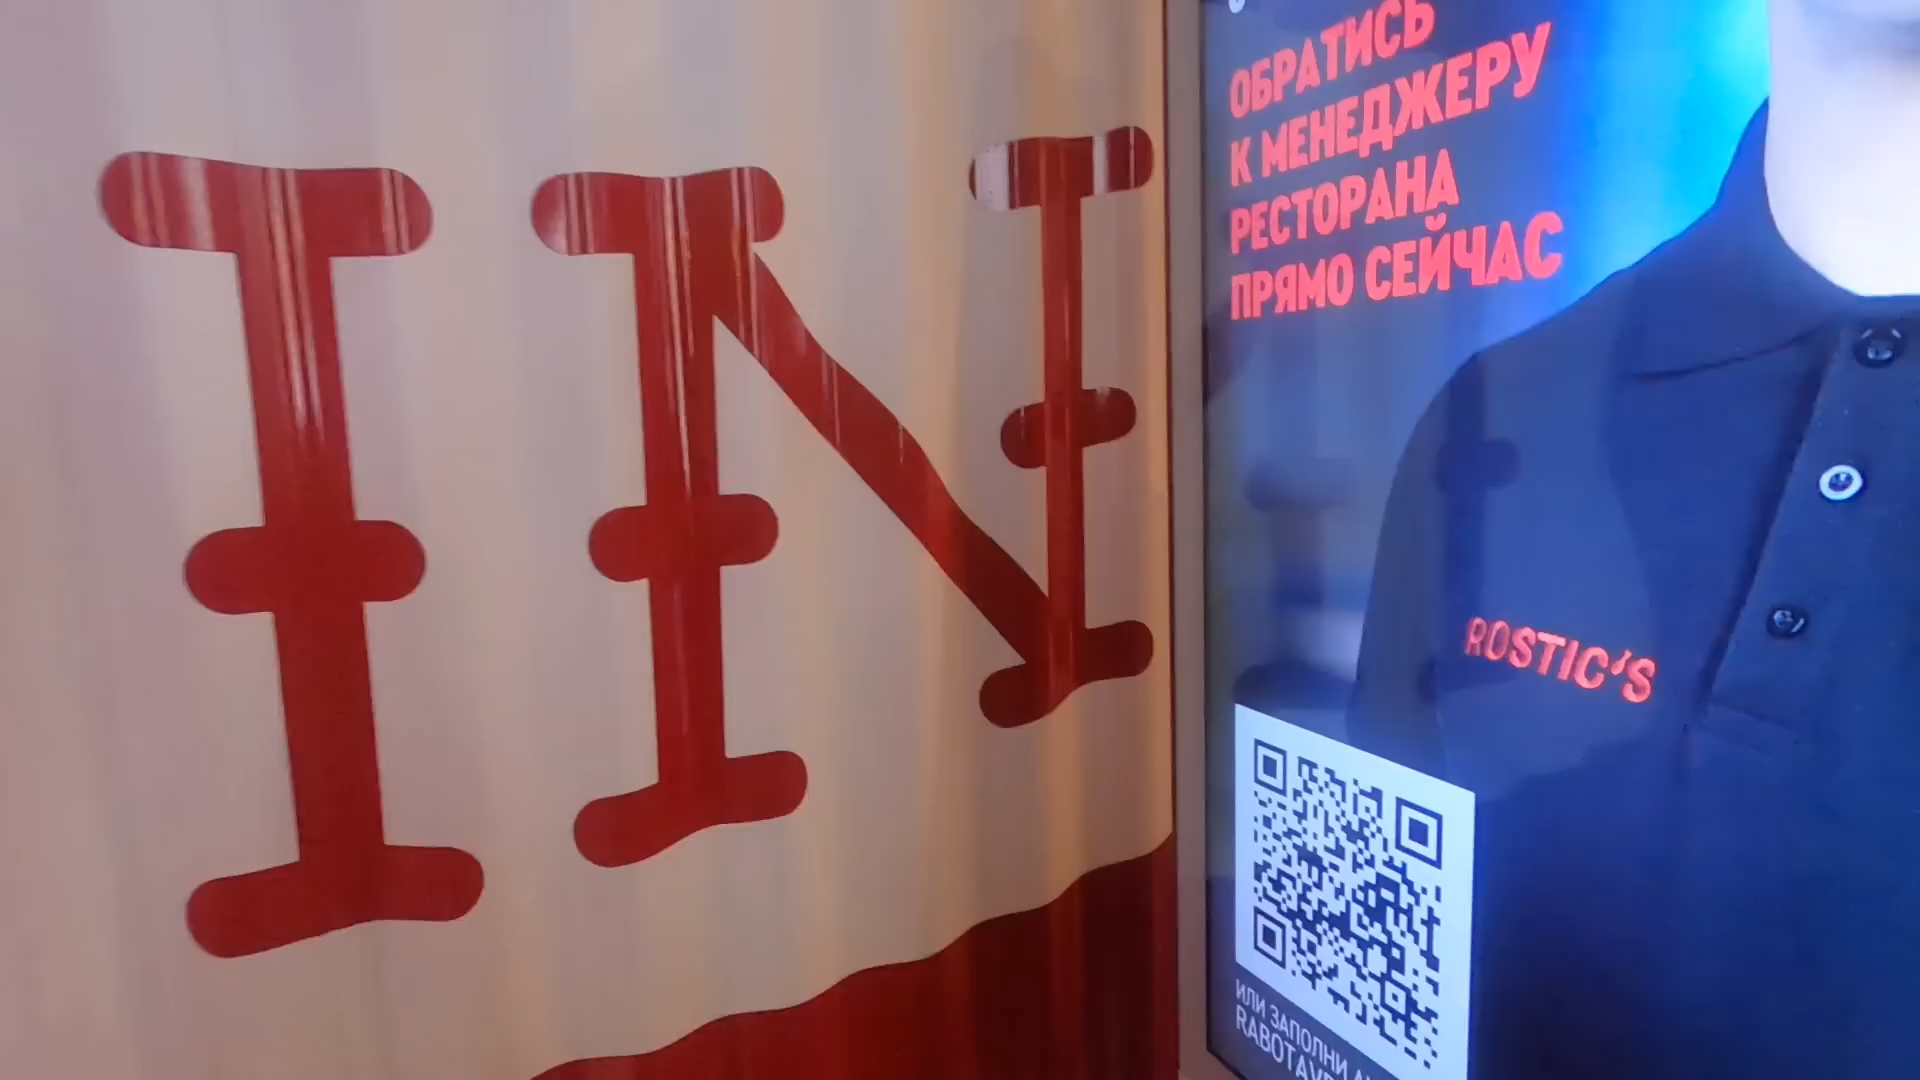 IN
ОБРАТИСЬ
К МЕНЕДЖЕРУ
РЕСТОРАНА
ПРЯМО СЕЙЧАС
ROSTIC'S
ИЛИ ЗАПОЛНИ